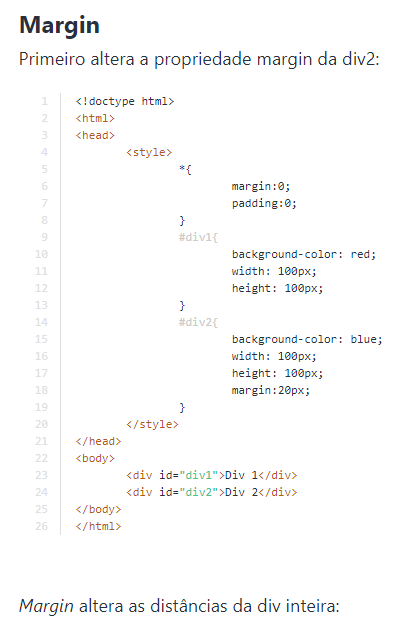 Margin
Primeiro altera a propriedade margin da div2:
1 <!doctype html>
2 <html>
3 <head>
4 <style>
5 *{
6 margin:0;
7 padding:0;
8 }
9 #div1{
10 background-color: red;
11 width: 100px;
12 height: 100px;
13 }
14 #div2{
15 background-color: blue;
16 width: 100px;
17 height: 100px;
18 margin:20px;
19 }
20 </style>
21 </head>
22 <body>
23 <div id="div1">Div 1</div>
24 <div id="div2">Div 2</div>
25 </body>
26 </html>
Margin altera as distâncias da div inteira: